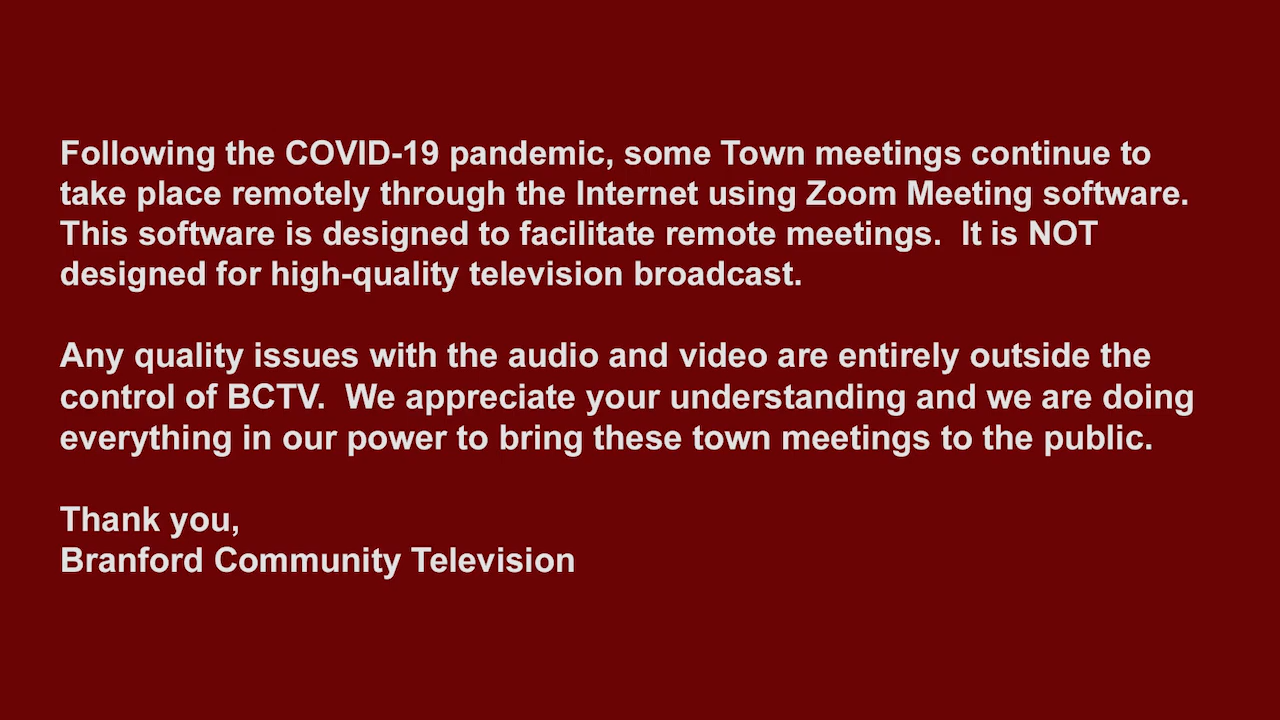 Following the COVID-19 pandemic, some Town meetings continue to
take place remotely through the Internet using Zoom Meeting software.
This software is designed to facilitate remote meetings.  It is NOT
designed for high-quality television broadcast.
Any quality issues with the audio and video are entirely outside the
control of BCTV.  We appreciate your understanding and we are doing
everything in our power to bring these town meetings to the public.
Thank you,
Branford Community Television